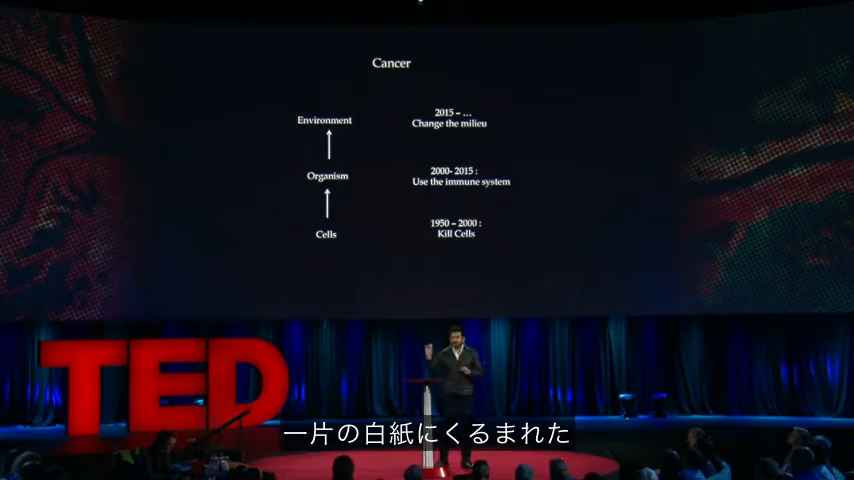 Cancer
Environment
2015 – ...
Change the milieu
Organism
2000- 2015 :
Use the immune system
Cells
1950 – 2000 :
Kill Cells
TED
一片の白紙にくるまれた